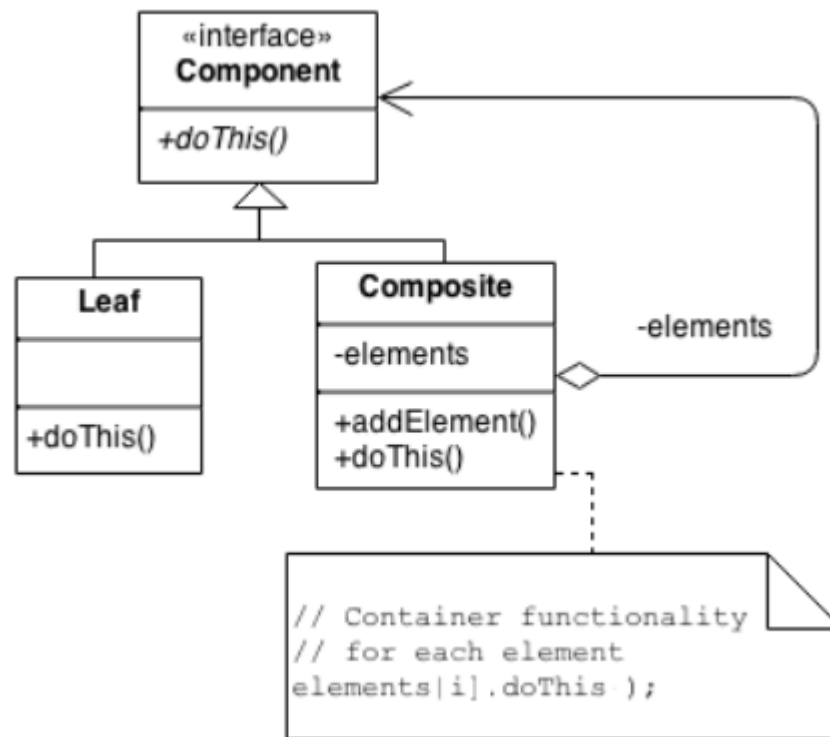 «interface»
Component
+doThis()
Leaf
+doThis()
Composite
-elements
+addElement()
+doThis()
-elements
// Container functionality
// for each element
elements|i].doThis );